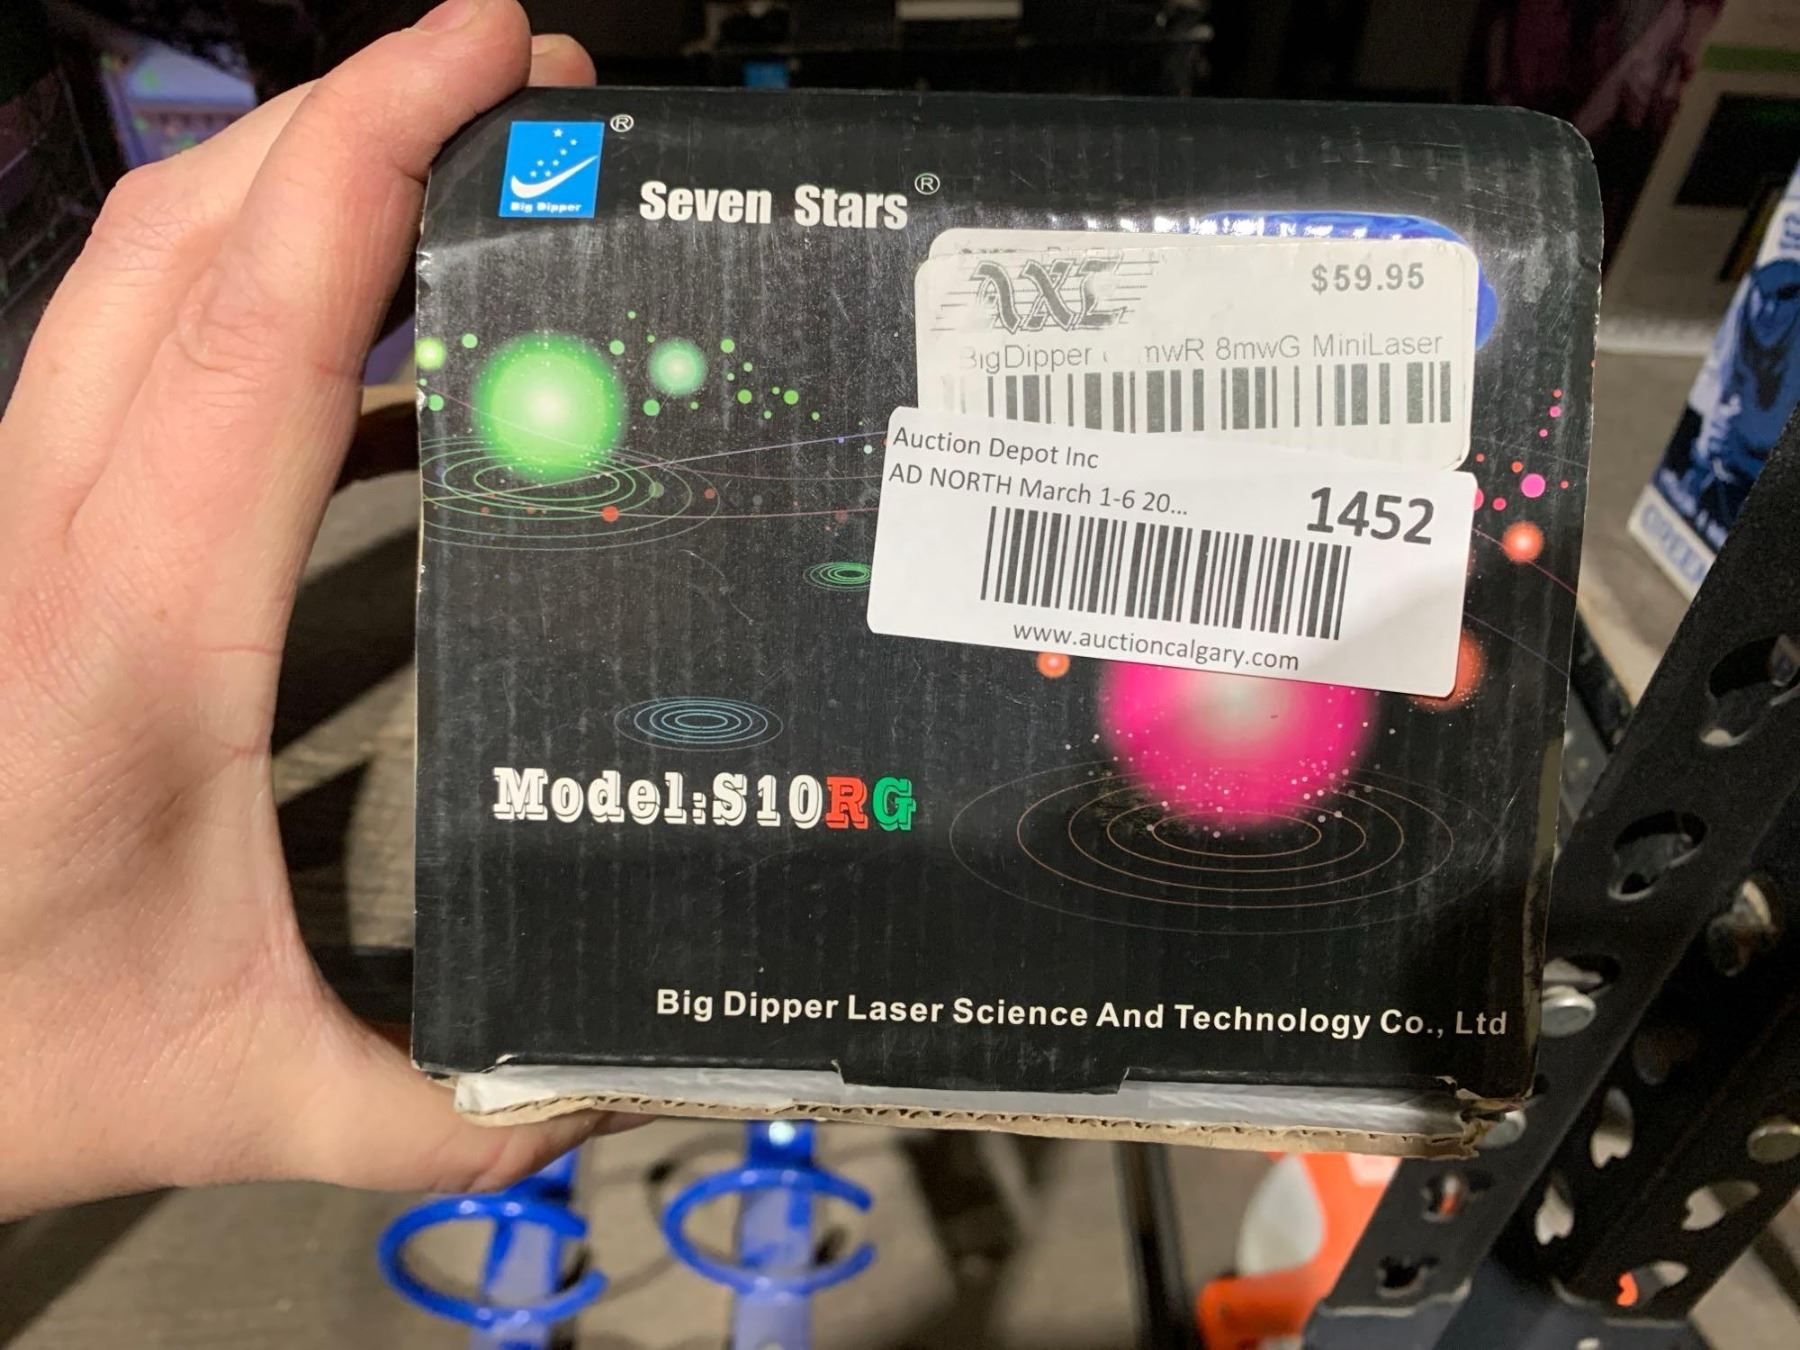 ®
Big Dipper
Seven Stars®
AXE
$59.95
BigDipper mwR 8mwG MiniLaser
Auction Depot Inc
AD NORTH March 1-6 20...
1452
www.auctioncalgary.com
Model:S10RG
Big Dipper Laser Science And Technology Co., Ltd